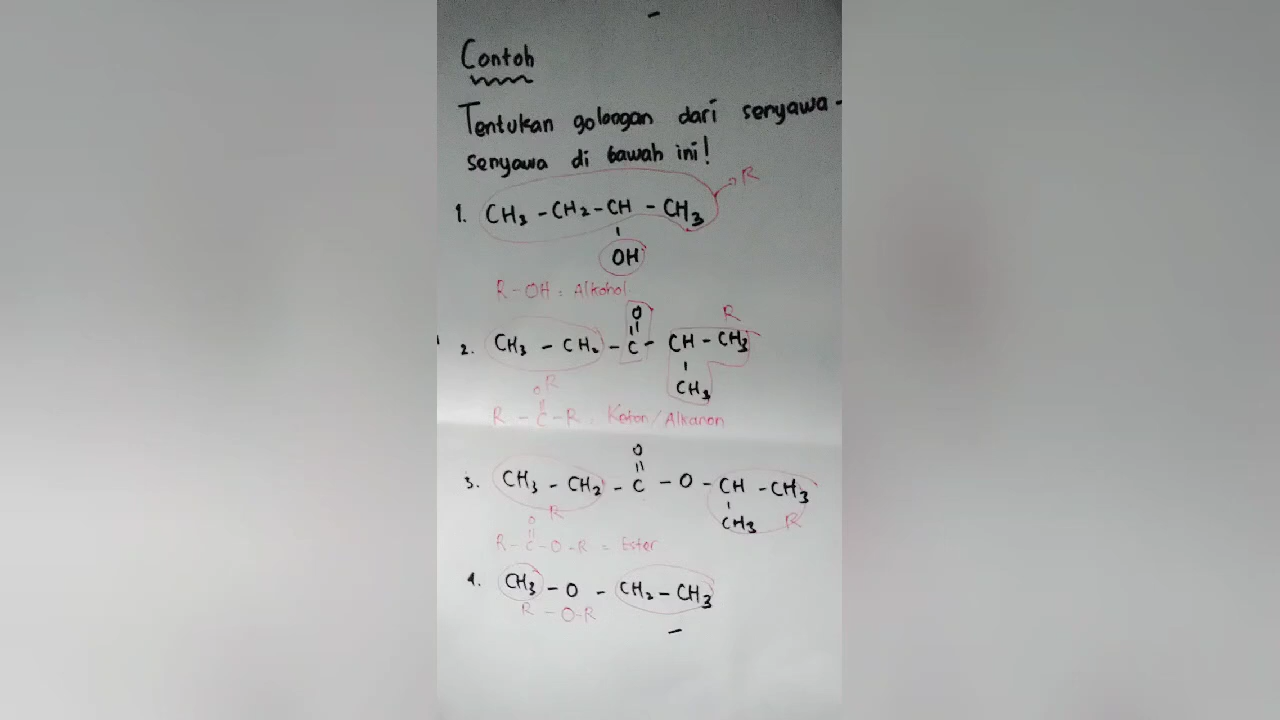 Contoh
Tentukan goloogan dari senyawa-
senyawa di bawah ini!
R
1. CH3 - CH2 - CH - CH3
OH
R-OH = Alkohol
O
R
2. CH3 - CH2 - C - CH - CH3
CH3
R
O
R - C - R = Keton/Alkanon
O
3. CH3 - CH2 - C - O - CH - CH3
CH3
R
R
O
R - C - O - R = Ester
4. CH3 - O - CH2 - CH3
R - O - R